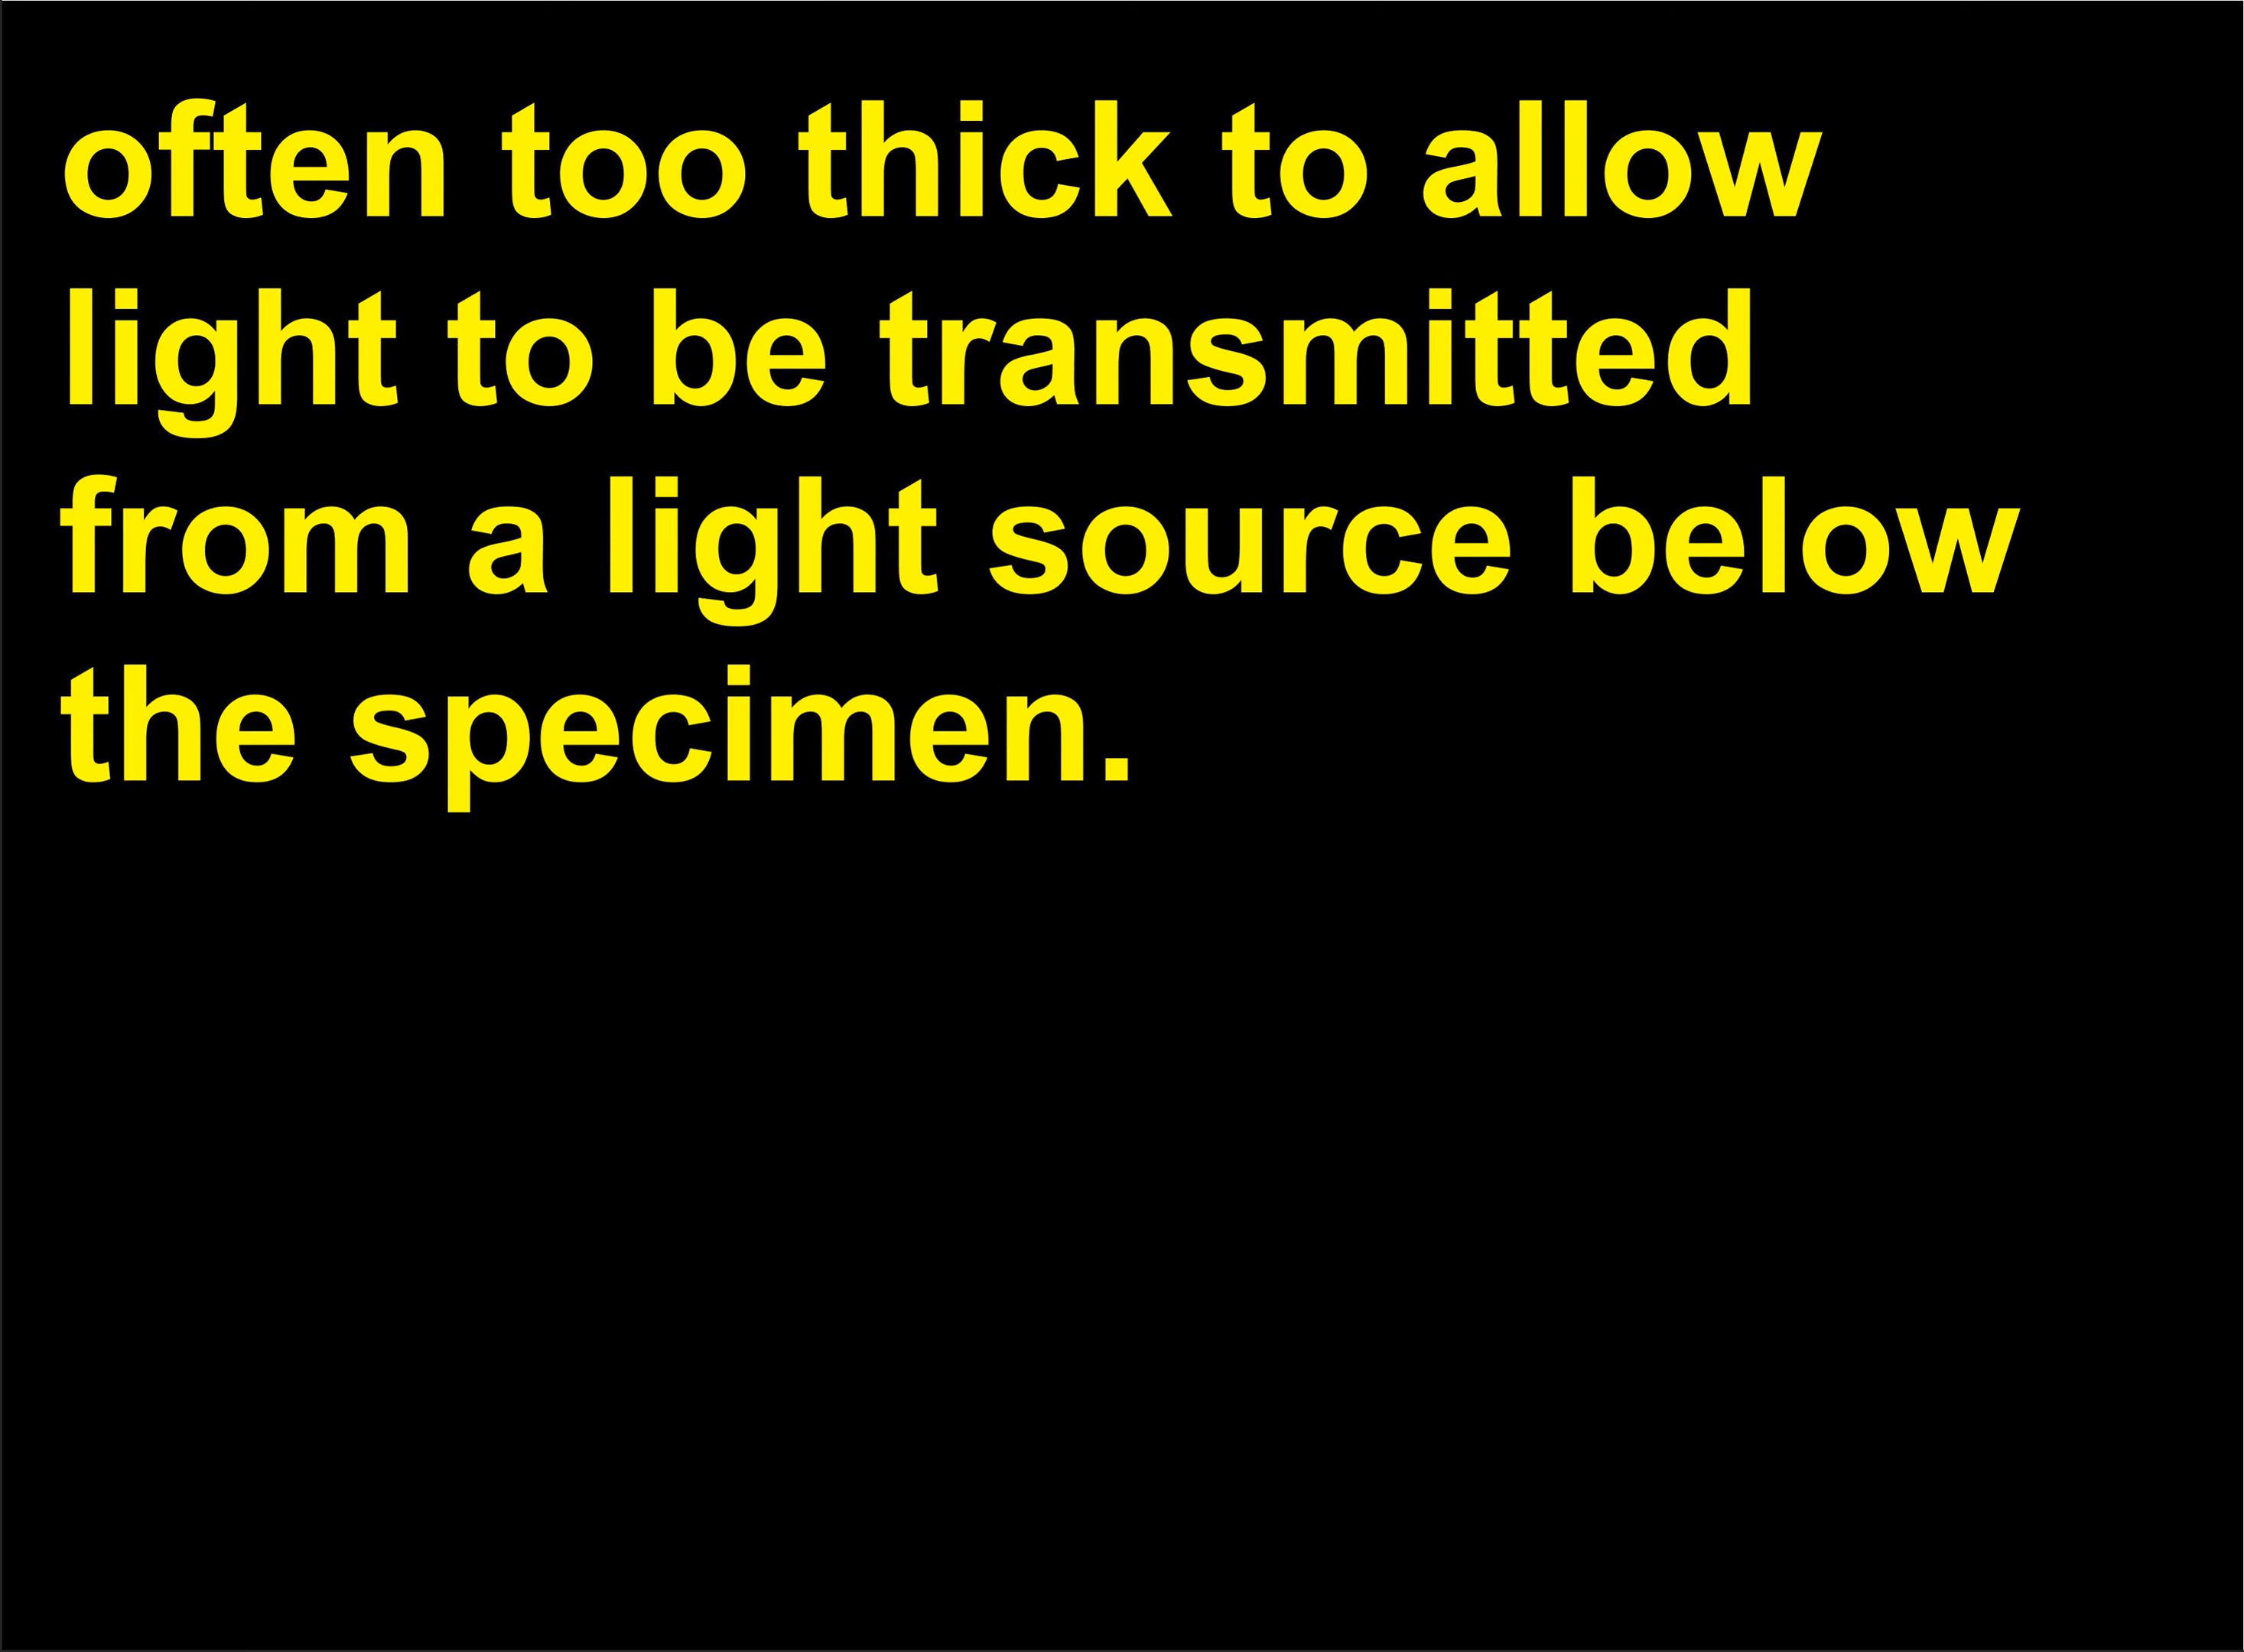 often too thick to allow
light to be transmitted
from a light source below
the specimen.